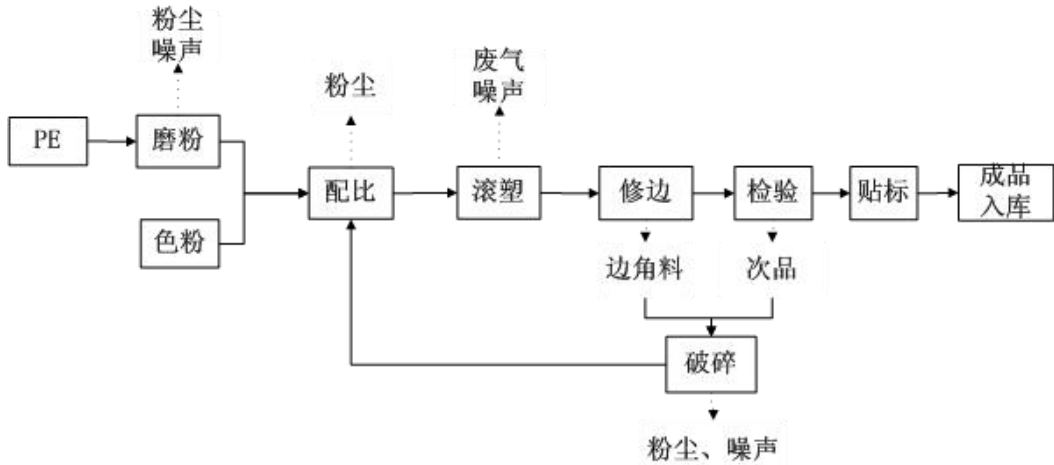 粉尘
噪声
粉尘
废气
噪声
PE
磨粉
色粉
配比
滚塑
修边
检验
贴标
成品
入库
边角料
次品
破碎
粉尘、噪声